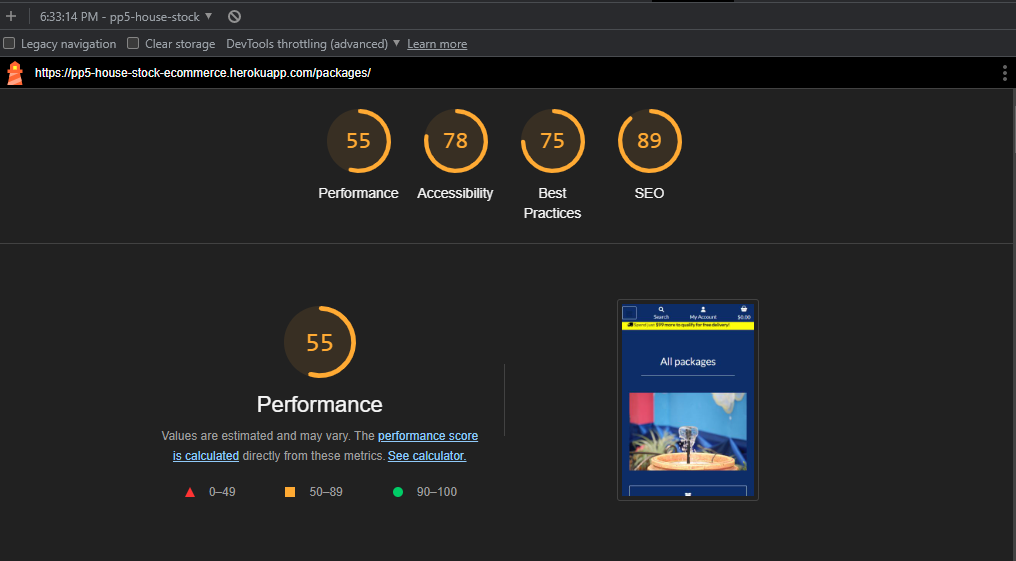 6:33:14 PM - pp5-house-stock
Legacy navigation Clear storage DevTools throttling (advanced) Learn more
https://pp5-house-stock-ecommerce.herokuapp.com/packages/
55 78 75 89
Performance Accessibility Best Practices SEO
55
Performance
Values are estimated and may vary. The performance score
is calculated directly from these metrics. See calculator.
0–49 50–89 90–100
Search My Account $0.00
Spend just $99 more to qualify for free delivery!
All packages